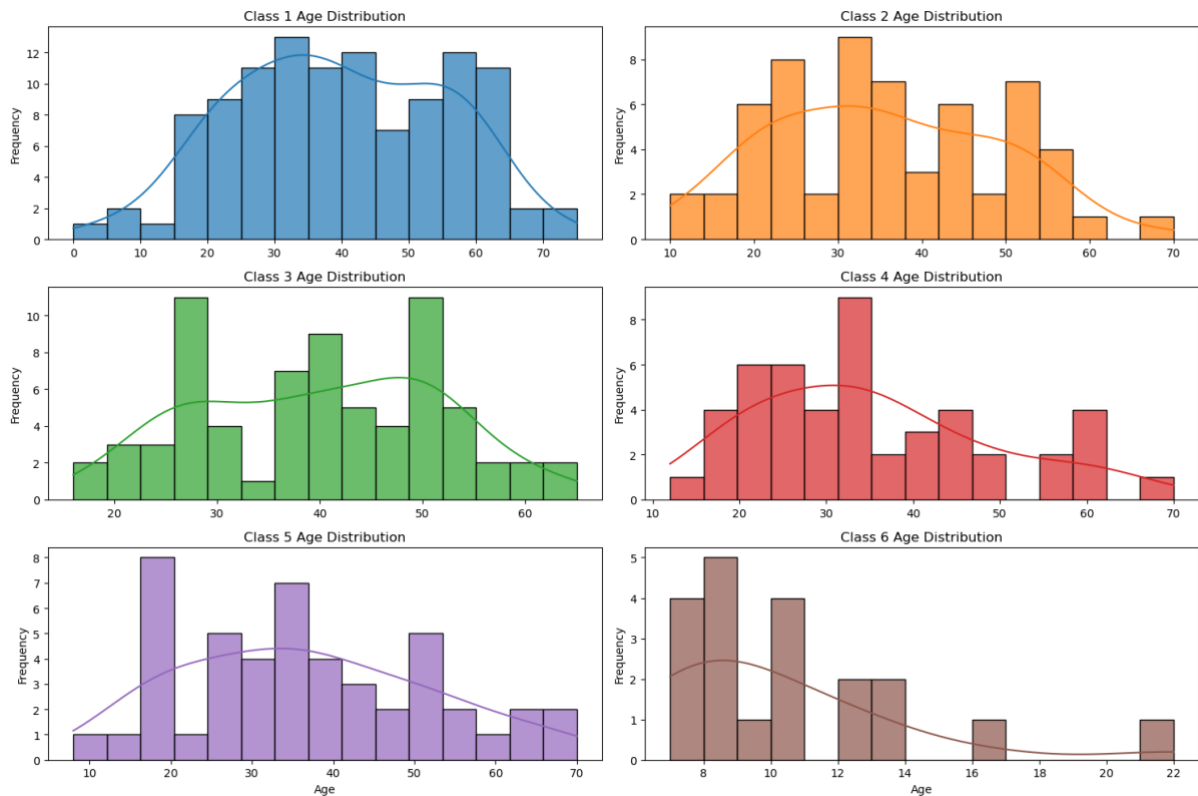 Class 1 Age Distribution
Frequency
12
10
8
6
4
2
0
0 10 20 30 40 50 60 70
Class 2 Age Distribution
Frequency
8
6
4
2
0
10 20 30 40 50 60 70
Class 3 Age Distribution
Frequency
10
8
6
4
2
0
20 30 40 50 60
Class 4 Age Distribution
Frequency
8
6
4
2
0
10 20 30 40 50 60 70
Class 5 Age Distribution
Frequency
8
7
6
5
4
3
2
1
0
10 20 30 40 50 60 70
Age
Class 6 Age Distribution
Frequency
5
4
3
2
1
0
8 10 12 14 16 18 20 22
Age